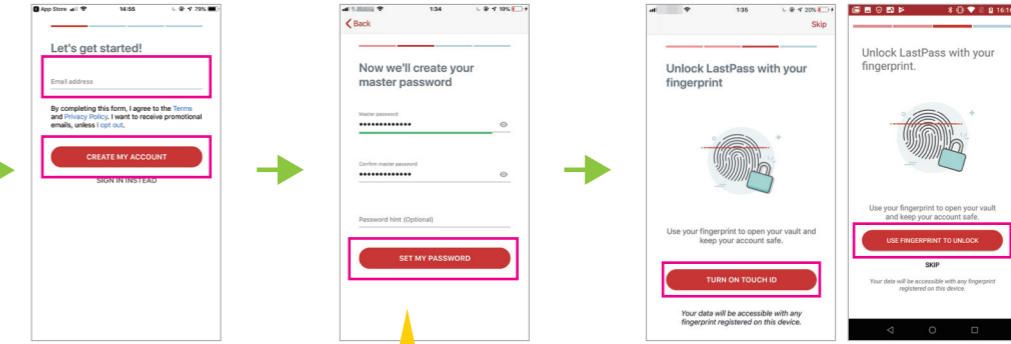 App Store
14:55
79%
Let's get started!
Email address
By completing this form, I agree to the Terms
and Privacy Policy. I want to receive promotional
emails, unless I opt out.
CREATE MY ACCOUNT
SIGN IN INSTEAD
1:34
19%
Back
Now we'll create your
master password
Master password
Confirm master password
Password hint (Optional)
SET MY PASSWORD
1:35
20%
Skip
Unlock LastPass with your
fingerprint
Use your fingerprint to open your vault and
keep your account safe.
TURN ON TOUCH ID
Your data will be accessible with any
fingerprint registered on this device.
Unlock LastPass with your
fingerprint.
Use your fingerprint to open your vault
and keep your account safe.
USE FINGERPRINT TO UNLOCK
SKIP
Your data will be accessible with any fingerprint
registered on this device.